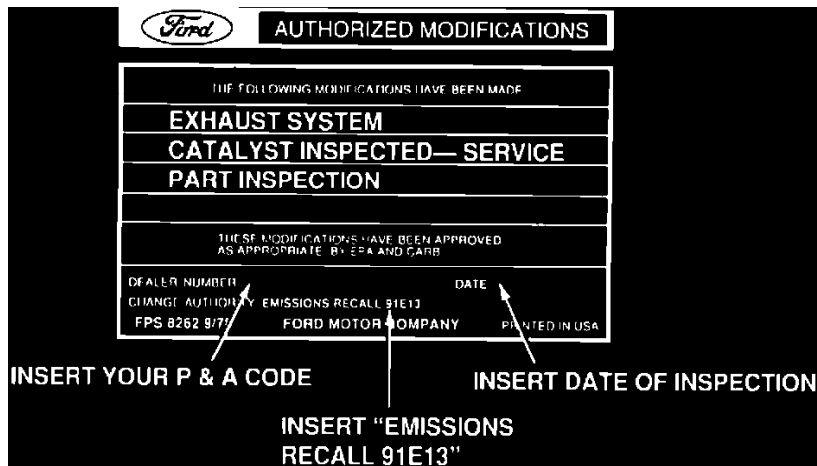 Ford AUTHORIZED MODIFICATIONS
THE FOLLOWING MODIFICATIONS HAVE BEEN MADE
EXHAUST SYSTEM
CATALYST INSPECTED— SERVICE
PART INSPECTION
THESE MODIFICATIONS HAVE BEEN APPROVED
AS APPROPRIATE BY EPA AND CARB
DEALER NUMBER DATE
CHANGE AUTHORITY EMISSIONS RECALL 91E13
FPS 8262 FORD MOTOR COMPANY PRINTED IN USA
INSERT YOUR P & A CODE
INSERT DATE OF INSPECTION
INSERT “EMISSIONS
RECALL 91E13”